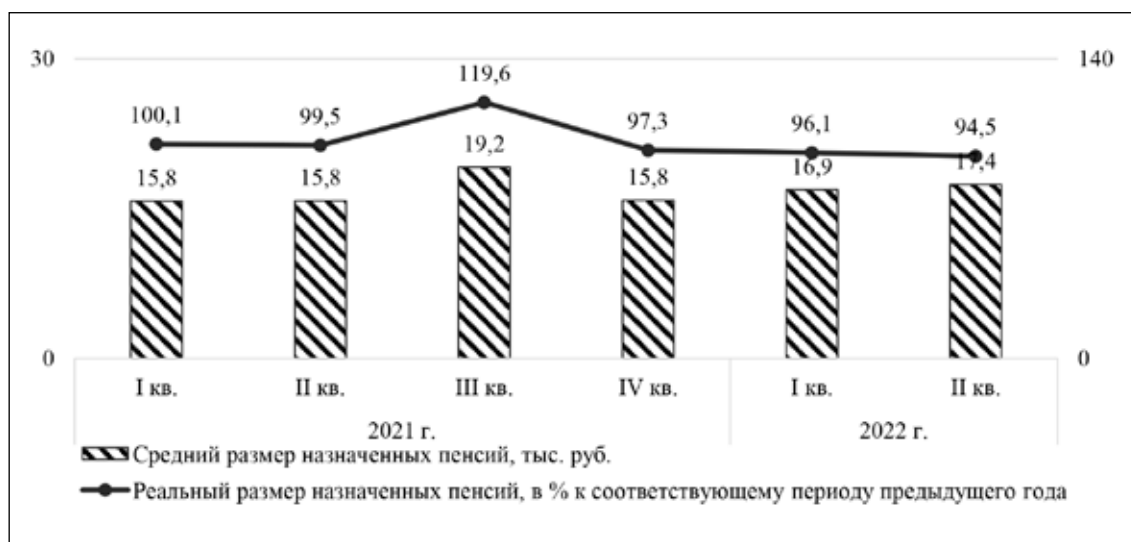 30
140
119,6
100,1
99,5
97,3
96,1
94,5
19,2
15,8
15,8
15,8
16,9
17,4
0
0
I кв.
II кв.
III кв.
IV кв.
I кв.
II кв.
2021 г.
2022 г.
Средний размер назначенных пенсий, тыс. руб.
Реальный размер назначенных пенсий, в % к соответствующему периоду предыдущего года